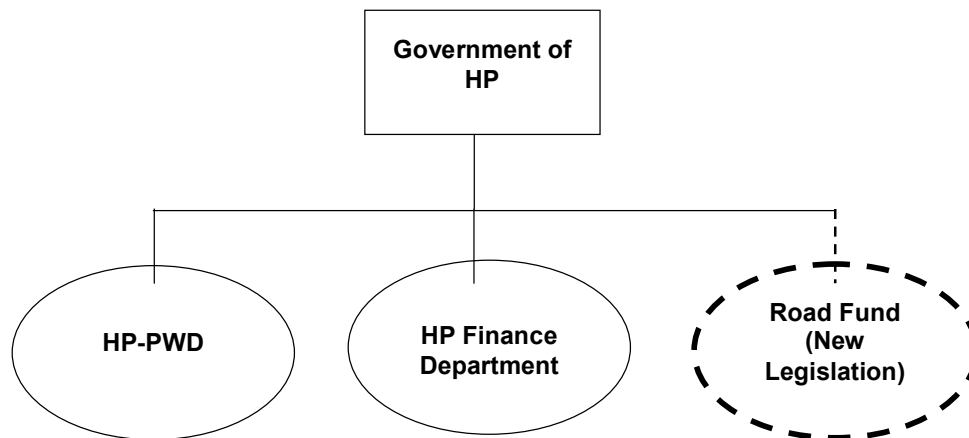 Government of
HP
HP-PWD
HP Finance
Department
Road Fund
(New
Legislation)